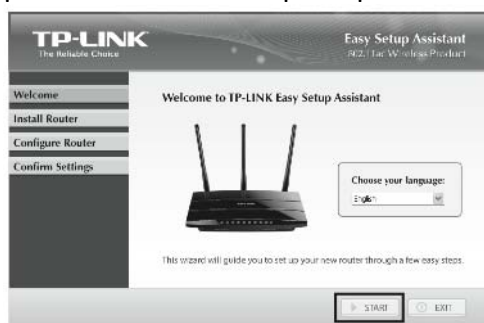 TP-LINK
The Reliable Choice
Easy Setup Assistant
802.11ac Wireless Product
Welcome
Install Router
Configure Router
Confirm Settings
Welcome to TP-LINK Easy Setup Assistant
Choose your language:
English
This wizard will guide you to set up your new router through a few easy steps.
START
EXIT